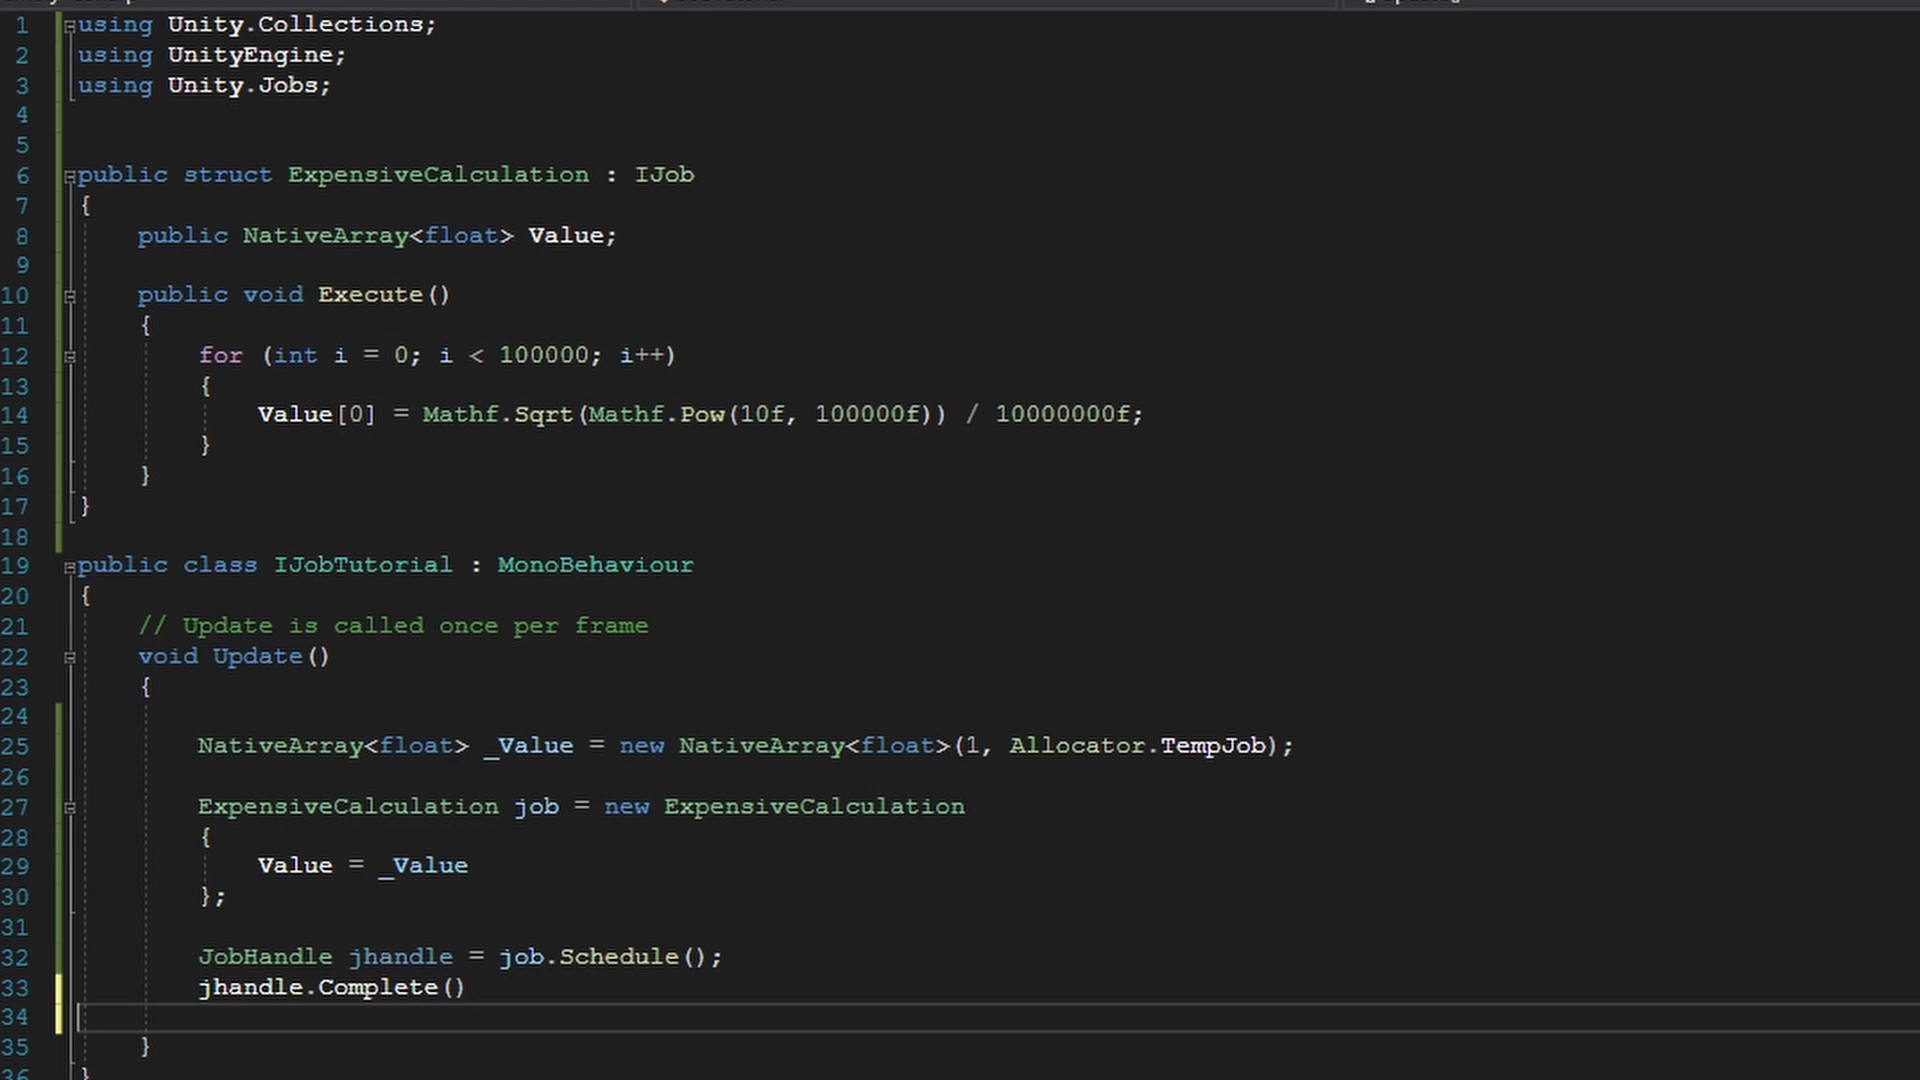 1 using Unity.Collections;
2 using UnityEngine;
3 using Unity.Jobs;
4
5
6 public struct ExpensiveCalculation : IJob
7 {
8 public NativeArray<float> Value;
9
10 public void Execute()
11 {
12 for (int i = 0; i < 100000; i++)
13 {
14 Value[0] = Mathf.Sqrt(Mathf.Pow(10f, 100000f)) / 10000000f;
15 }
16 }
17 }
18
19 public class IJobTutorial : MonoBehaviour
20 {
21 // Update is called once per frame
22 void Update()
23 {
24
25 NativeArray<float> _Value = new NativeArray<float>(1, Allocator.TempJob);
26
27 ExpensiveCalculation job = new ExpensiveCalculation
28 {
29 Value = _Value
30 };
31
32 JobHandle jhandle = job.Schedule();
33 jhandle.Complete()
34
35 }
36 }